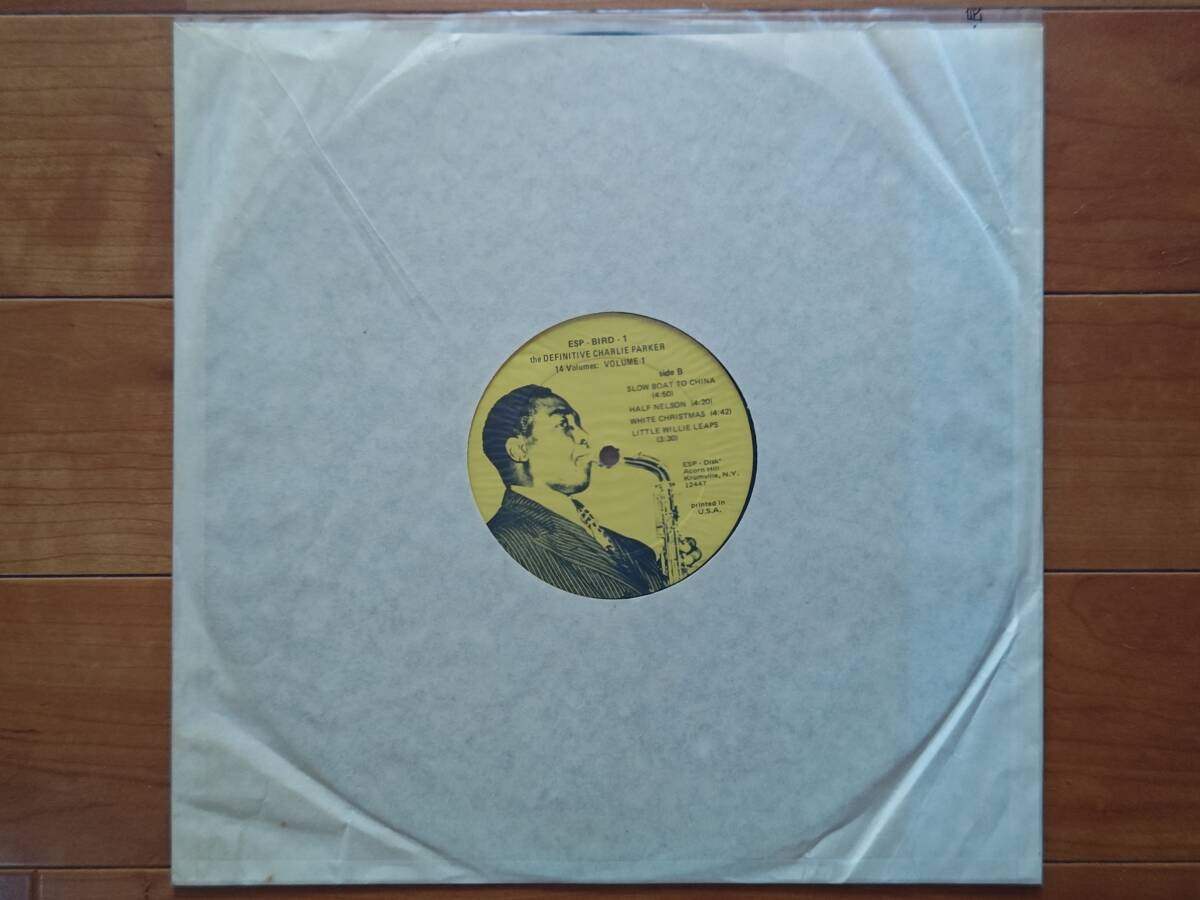 ESP - BIRD - 1
the DEFINITIVE CHARLIE PARKER
14 Volumes: VOLUME 1
side B
SLOW BOAT TO CHINA
(4:50)
HALF NELSON (4:20)
WHITE CHRISTMAS (4:42)
LITTLE WILLIE LEAPS
(3:30)
ESP - Disk'
Acorn Hill
Krumville, N.Y.
12447
printed in
U.S.A.